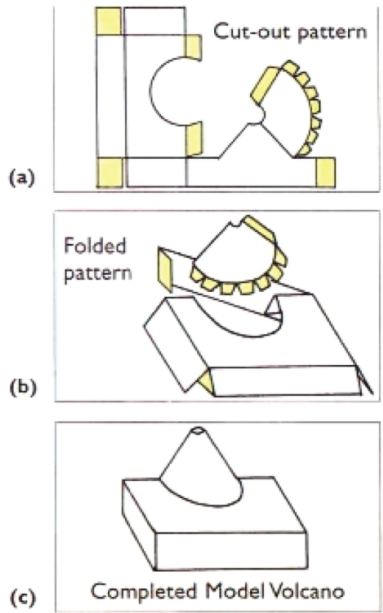 Cut-out pattern
(a)
Folded
pattern
(b)
(c)
Completed Model Volcano